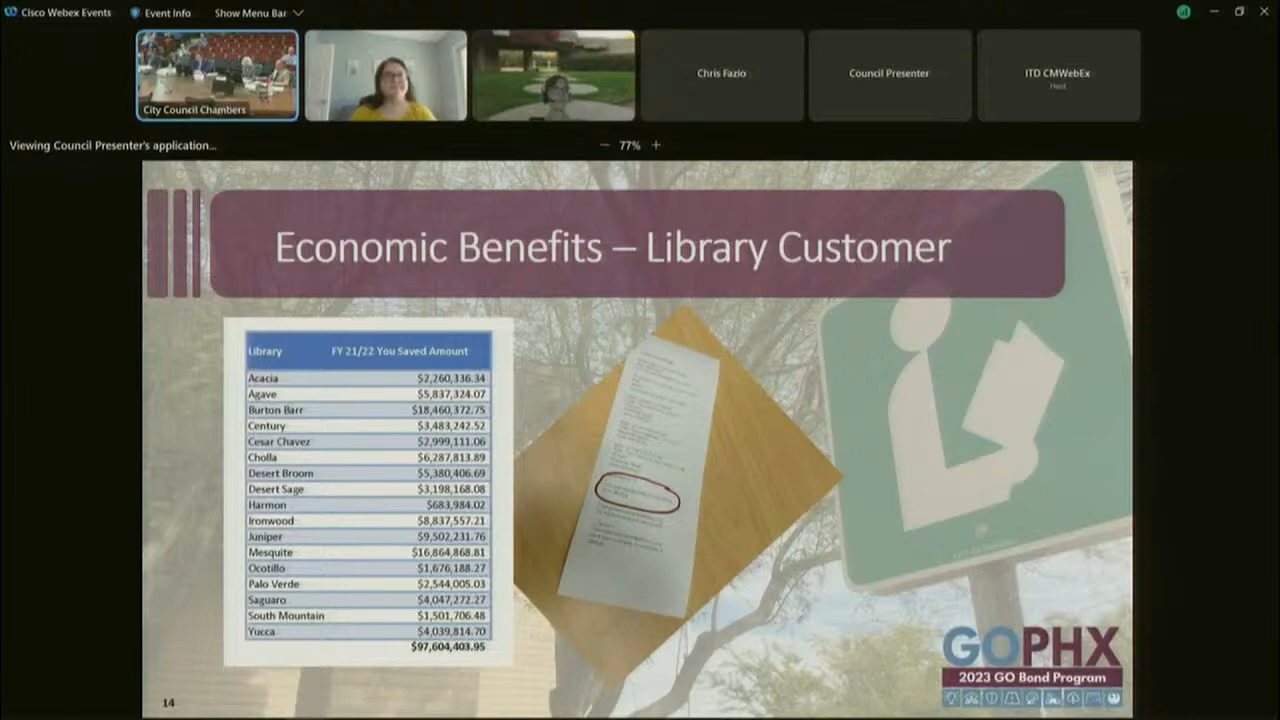 Cisco Webex Events
Event Info
Show Menu Bar
City Council Chambers
Chris Fazio
Council Presenter
ITD CMWebEx
Host
Viewing Council Presenter's application...
77%
Economic Benefits – Library Customer
Library FY 21/22 You Saved Amount
Acacia $2,260,336.34
Agave $5,837,324.07
Burton Barr $18,460,372.75
Century $3,483,242.52
Cesar Chavez $2,999,111.06
Cholla $6,287,813.89
Desert Broom $5,380,406.69
Desert Sage $3,198,168.08
Harmon $683,984.02
Ironwood $8,837,557.21
Juniper $9,502,231.76
Mesquite $16,864,868.81
Ocotillo $1,676,188.27
Palo Verde $2,544,005.03
Saguaro $4,047,272.27
South Mountain $1,501,706.48
Yucca $4,039,814.70
$97,604,403.95
GOPHX
2023 GO Bond Program
14